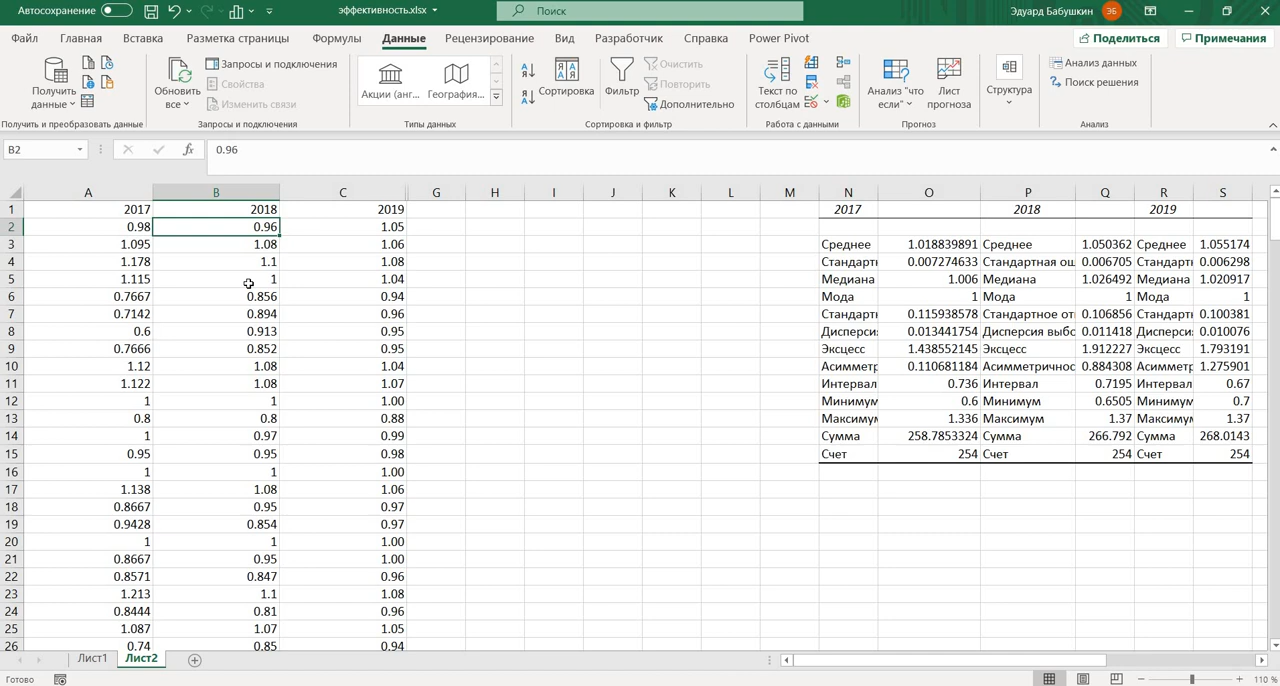 Автосохранение эффективность.xlsx Поиск Эдуард Бабушкин ЭБ
Файл Главная Вставка Разметка страницы Формулы Данные Рецензирование Вид Разработчик Справка Power Pivot Поделиться Примечания
Получить данных
Обновить все
Запросы и подключения
Свойства
Изменить связи
Акции (анг... География...
Сортировка
Фильтр
Очистить
Повторить
Дополнительно
Текст по столбцам
Анализ "что если"
Лист прогноза
Структура
Анализ данных
Поиск решения
Получить и преобразовать данные Запросы и подключения Типы данных Сортировка и фильтр Работа с данными Прогноз Анализ
B2 fx 0.96
A B C G H I J K L M N O P Q R S
1 2017 2018 2019 2017 2018 2019
2 0.98 0.96 1.05
3 1.095 1.08 1.06 Среднее 1.018839891 Среднее 1.050362 Среднее 1.055174
4 1.178 1.1 1.08 Стандартн 0.007274633 Стандартная ош 0.006705 Стандартн 0.006298
5 1.115 1 1.04 Медиана 1.006 Медиана 1.026492 Медиана 1.020917
6 0.7667 0.856 0.94 Мода 1 Мода 1 Мода 1
7 0.7142 0.894 0.96 Стандартн 0.115938578 Стандартное от 0.106856 Стандартн 0.100381
8 0.6 0.913 0.95 Дисперси 0.013441754 Дисперсия выбо 0.011418 Дисперси 0.010076
9 0.7666 0.852 0.95 Эксцесс 1.438552145 Эксцесс 1.912227 Эксцесс 1.793191
10 1.12 1.08 1.04 Асимметр 0.110681184 Асимметричнос 0.884308 Асимметр 1.275901
11 1.122 1.08 1.07 Интервал 0.736 Интервал 0.7195 Интервал 0.67
12 1 1 1.00 Минимум 0.6 Минимум 0.6505 Минимум 0.7
13 0.8 0.8 0.88 Максимум 1.336 Максимум 1.37 Максимум 1.37
14 1 0.97 0.99 Сумма 258.7853324 Сумма 266.792 Сумма 268.0143
15 0.95 0.95 0.98 Счет 254 Счет 254 Счет 254
16 1 1 1.00
17 1.138 1.08 1.06
18 0.8667 0.95 0.97
19 0.9428 0.854 0.97
20 1 1 1.00
21 0.8667 0.95 1.00
22 0.8571 0.847 0.96
23 1.213 1.1 1.08
24 0.8444 0.81 0.96
25 1.087 1.07 1.05
26 0.74 0.85 0.94
Лист1 Лист2
Готово 110 %